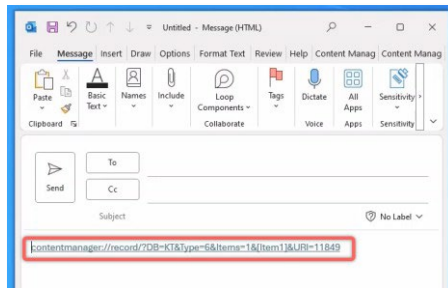 Untitled - Message (HTML)
File Message Insert Draw Options Format Text Review Help Content Manag Content Manag
Paste Basic Text Names Include Loop Components Tags Dictate All Apps Sensitivity
Clipboard Collaborate Voice Apps Sensitivity
To
Send
Cc
Subject No Label
contentmanager://record/?DB=KT&Type=6&Items=1&[Item1]&URI=11849